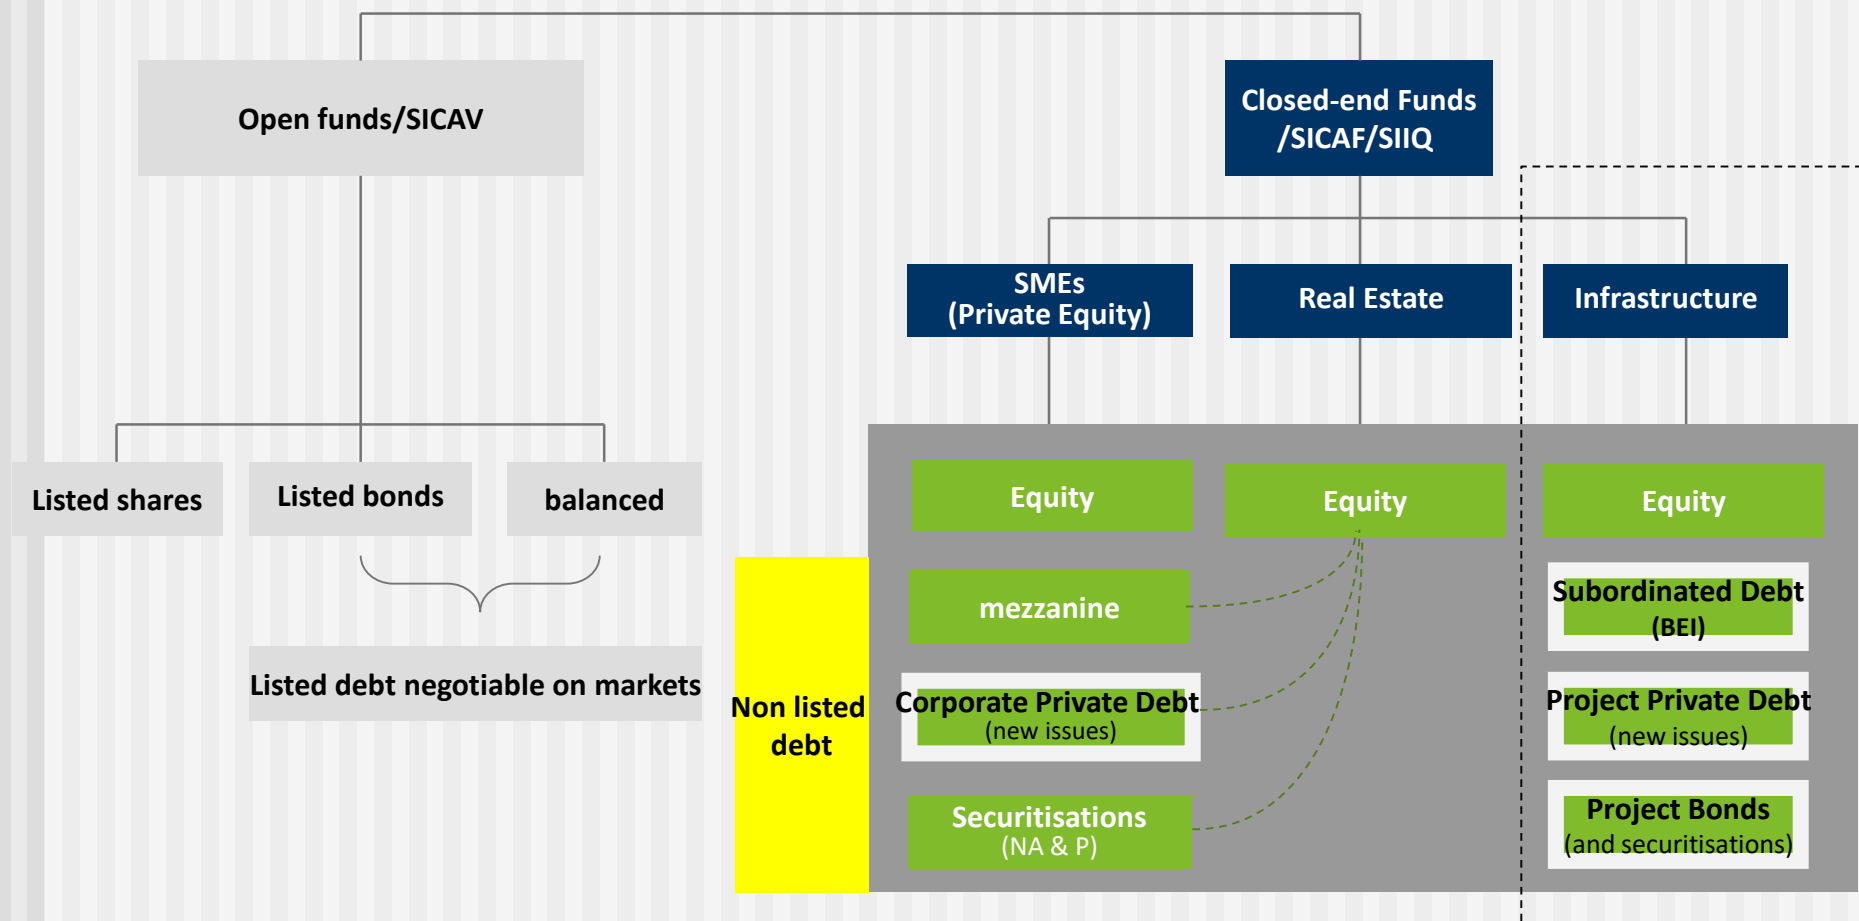 Open funds/SICAV
Closed-end Funds
/SICAF/SIIQ
SMEs
(Private Equity)
Real Estate
Infrastructure
Listed shares
Listed bonds
balanced
Listed debt negotiable on markets
Non listed
debt
Equity
Equity
Equity
mezzanine
Corporate Private Debt
(new issues)
Securitisations
(NA & P)
Subordinated Debt
(BEI)
Project Private Debt
(new issues)
Project Bonds
(and securitisations)